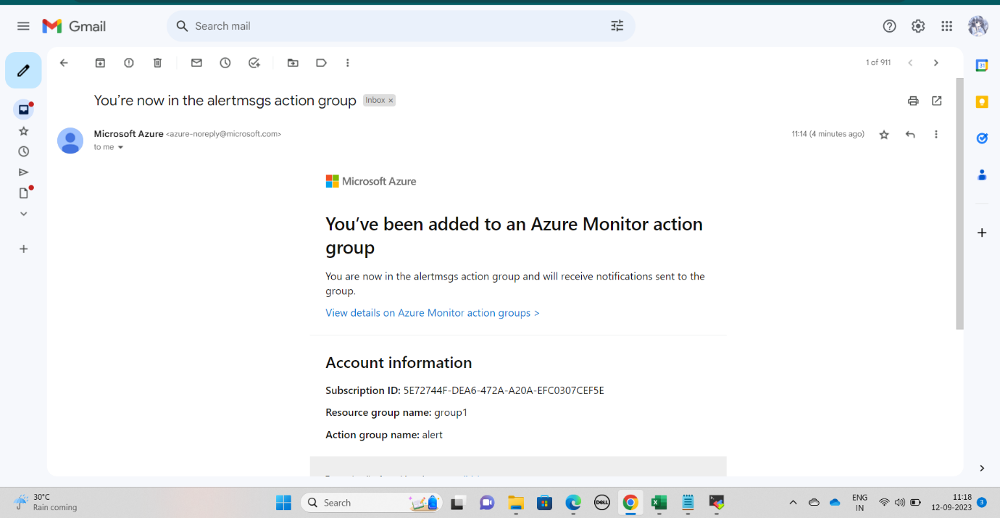 Gmail
Search mail
1 of 911
You're now in the alertmsgs action group
Inbox ×
Microsoft Azure <azure-noreply@microsoft.com>
11:14 (4 minutes ago)
to me
Microsoft Azure
You've been added to an Azure Monitor action
group
You are now in the alertmsgs action group and will receive notifications sent to the
group.
View details on Azure Monitor action groups >
Account information
Subscription ID: 5E72744F-DEA6-472A-A20A-EFC0307CEF5E
Resource group name: group1
Action group name: alert
31
30°C
Rain coming
Search
DELL
ENG
IN
11:18
12-09-2023
3